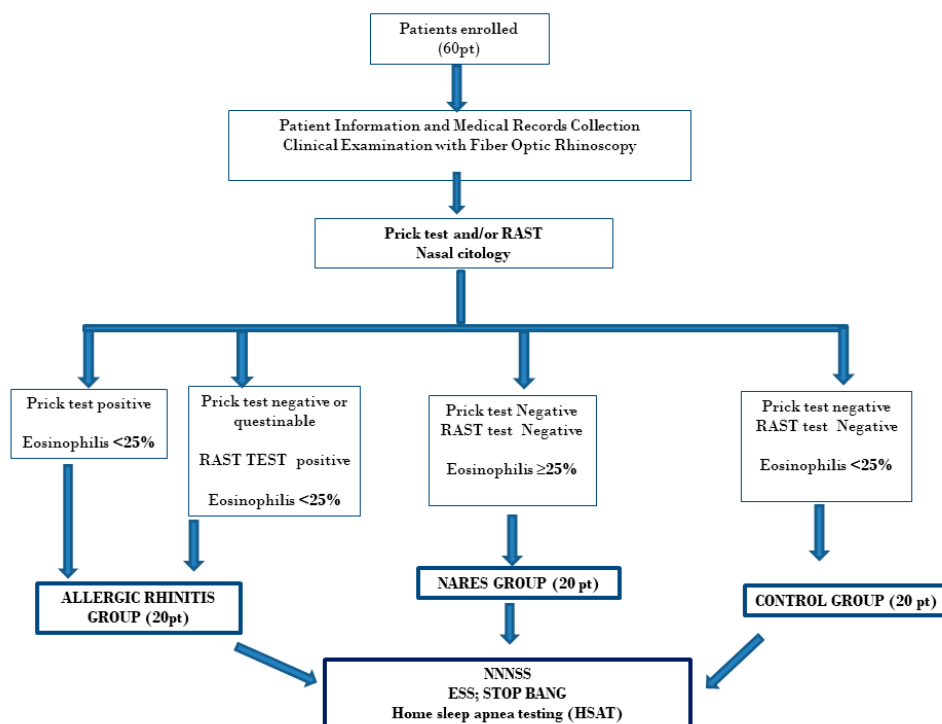 Patients enrolled
(60pt)
Patient Information and Medical Records Collection
Clinical Examination with Fiber Optic Rhinoscopy
Prick test and/or RAST
Nasal citology
Prick test positive
Eosinophilis <25%
Prick test negative or
questinable
RAST TEST positive
Eosinophilis <25%
Prick test Negative
RAST test Negative
Eosinophilis ≥25%
Prick test negative
RAST test Negative
Eosinophilis <25%
ALLERGIC RHINITIS
GROUP (20pt)
NARES GROUP (20 pt)
CONTROL GROUP (20 pt)
NNNSS
ESS; STOP BANG
Home sleep apnea testing (HSAT)